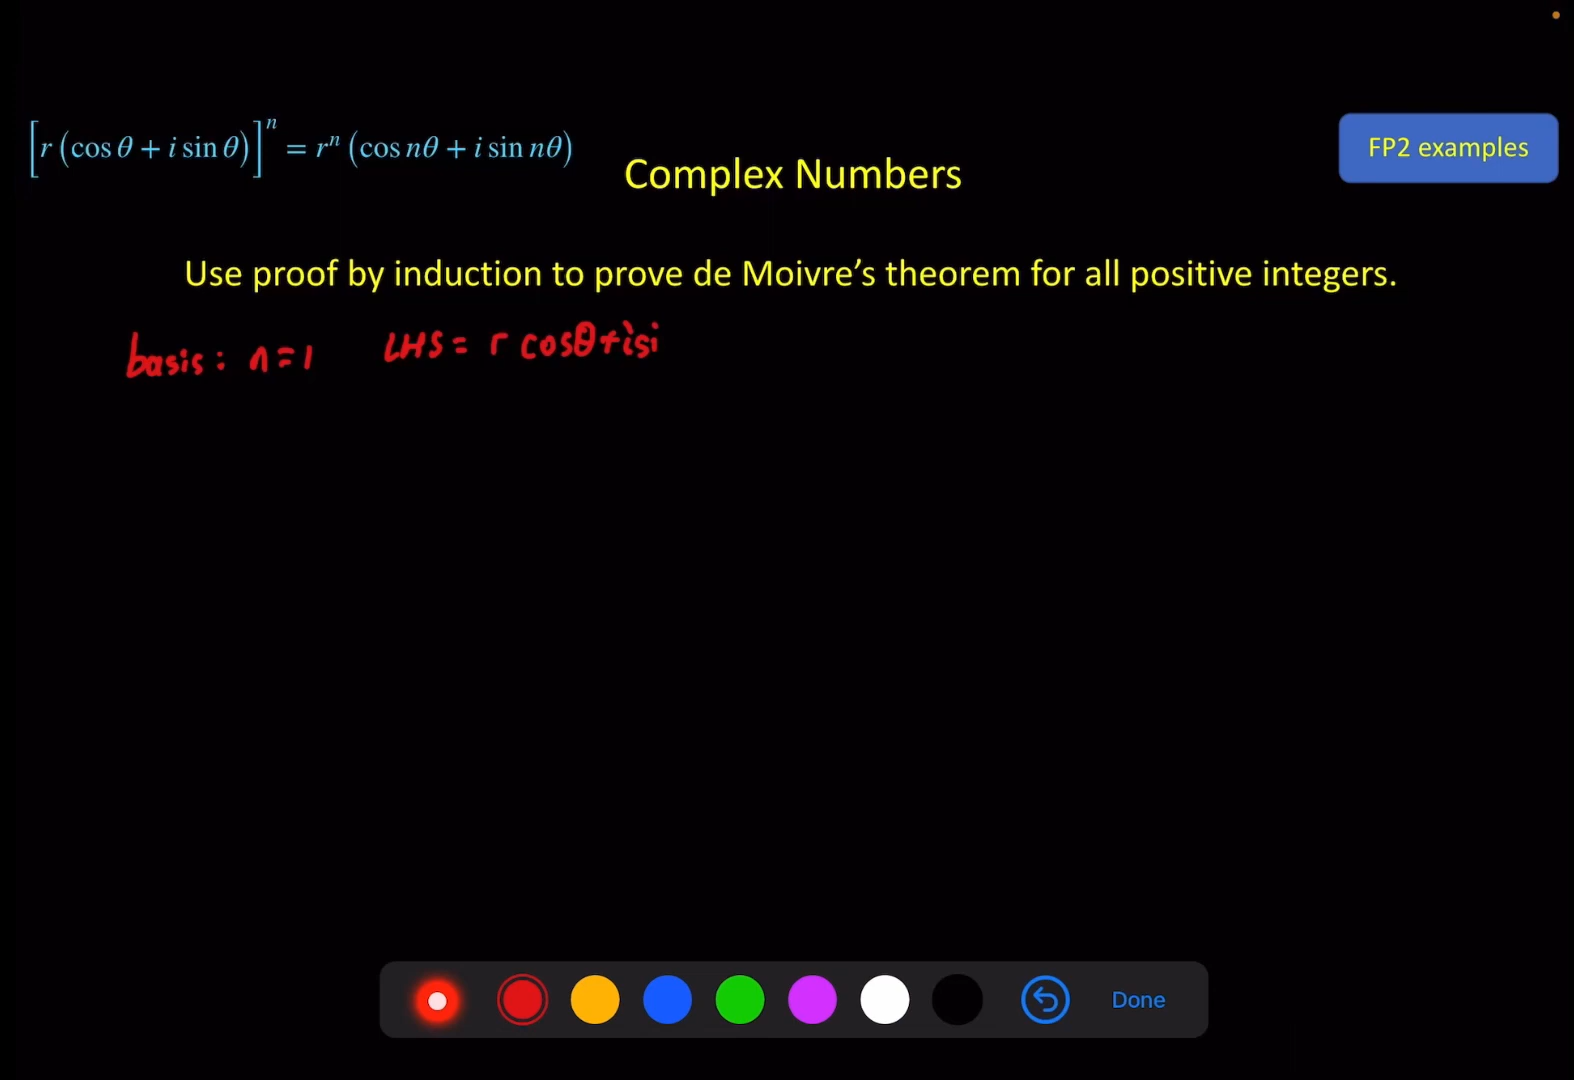 [r (cos θ + i sin θ)]ⁿ = rⁿ (cos nθ + i sin nθ)
FP2 examples
Complex Numbers
Use proof by induction to prove de Moivre’s theorem for all positive integers.
basis: n=1 LHS = r cosθ+isi
Done